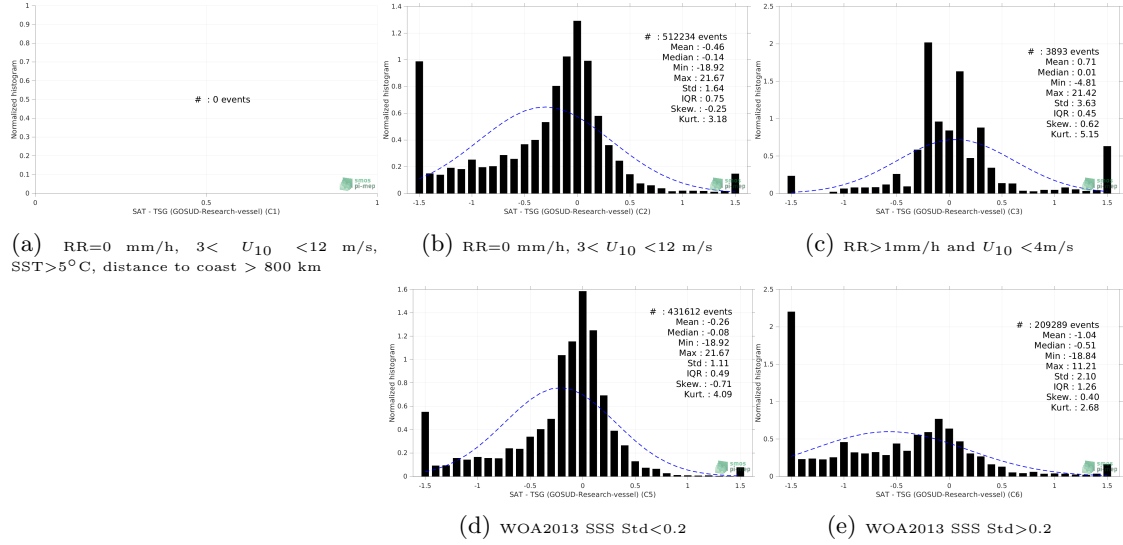 1
0.9
0.8
0.7
0.6
0.5
0.4
0.3
0.2
0.1
0
Normalized histogram
# : 0 events
smos
pi-mep
0 0.5 1
SAT - TSG (GOSUD-Research-vessel) (C1)
(a) RR=0 mm/h, 3< U10 <12 m/s,
SST>5°C, distance to coast > 800 km
1.4
1.2
1
0.8
0.6
0.4
0.2
0
Normalized histogram
# : 512234 events
Mean : -0.46
Median : -0.14
Min : -18.92
Max : 21.67
Std : 1.64
IQR : 0.75
Skew. : -0.25
Kurt. : 3.18
smos
pi-mep
-1.5 -1 -0.5 0 0.5 1 1.5
SAT - TSG (GOSUD-Research-vessel) (C2)
(b) RR=0 mm/h, 3< U10 <12 m/s
2.5
2
1.5
1
0.5
0
Normalized histogram
# : 3893 events
Mean : 0.71
Median : 0.01
Min : -4.81
Max : 21.42
Std : 3.63
IQR : 0.45
Skew. : 0.62
Kurt. : 5.15
smos
pi-mep
-1.5 -1 -0.5 0 0.5 1 1.5
SAT - TSG (GOSUD-Research-vessel) (C3)
(c) RR>1mm/h and U10 <4m/s
1.6
1.4
1.2
1
0.8
0.6
0.4
0.2
0
Normalized histogram
# : 431612 events
Mean : -0.26
Median : -0.08
Min : -18.92
Max : 21.67
Std : 1.11
IQR : 0.49
Skew. : -0.71
Kurt. : 4.09
smos
pi-mep
-1.5 -1 -0.5 0 0.5 1 1.5
SAT - TSG (GOSUD-Research-vessel) (C5)
(d) WOA2013 SSS Std<0.2
2.5
2
1.5
1
0.5
0
Normalized histogram
# : 209289 events
Mean : -1.04
Median : -0.51
Min : -18.84
Max : 11.21
Std : 2.10
IQR : 1.26
Skew. : 0.40
Kurt. : 2.68
smos
pi-mep
-1.5 -1 -0.5 0 0.5 1 1.5
SAT - TSG (GOSUD-Research-vessel) (C6)
(e) WOA2013 SSS Std>0.2